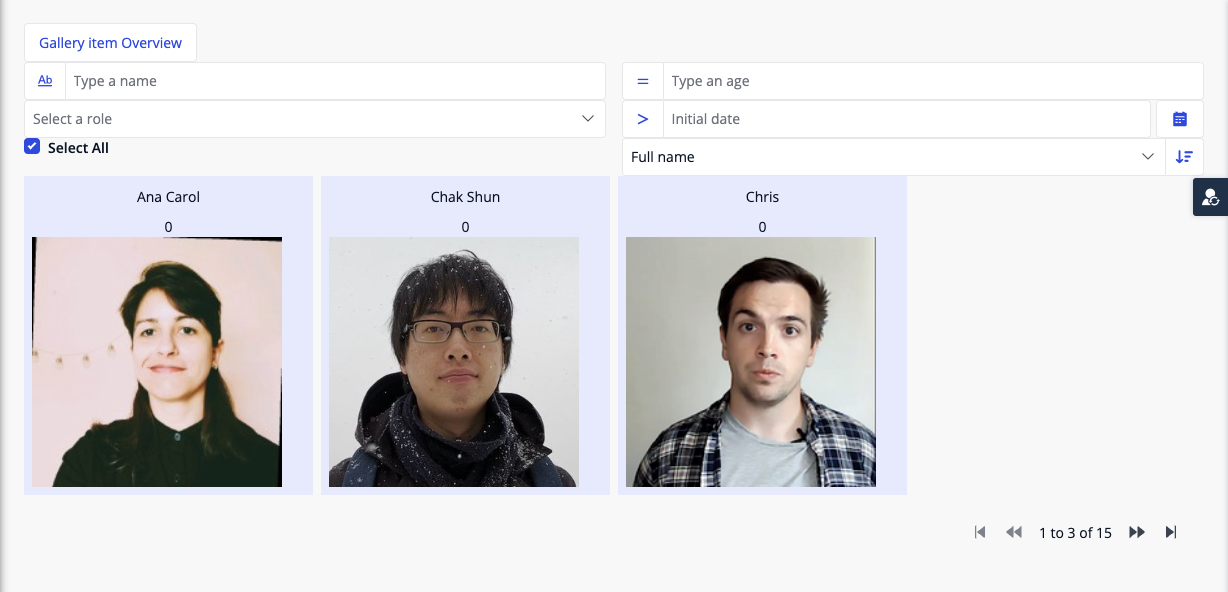 Gallery item Overview
Ab Type a name
= Type an age
Select a role
> Initial date
Select All
Full name
Ana Carol
0
Chak Shun
0
Chris
0
1 to 3 of 15